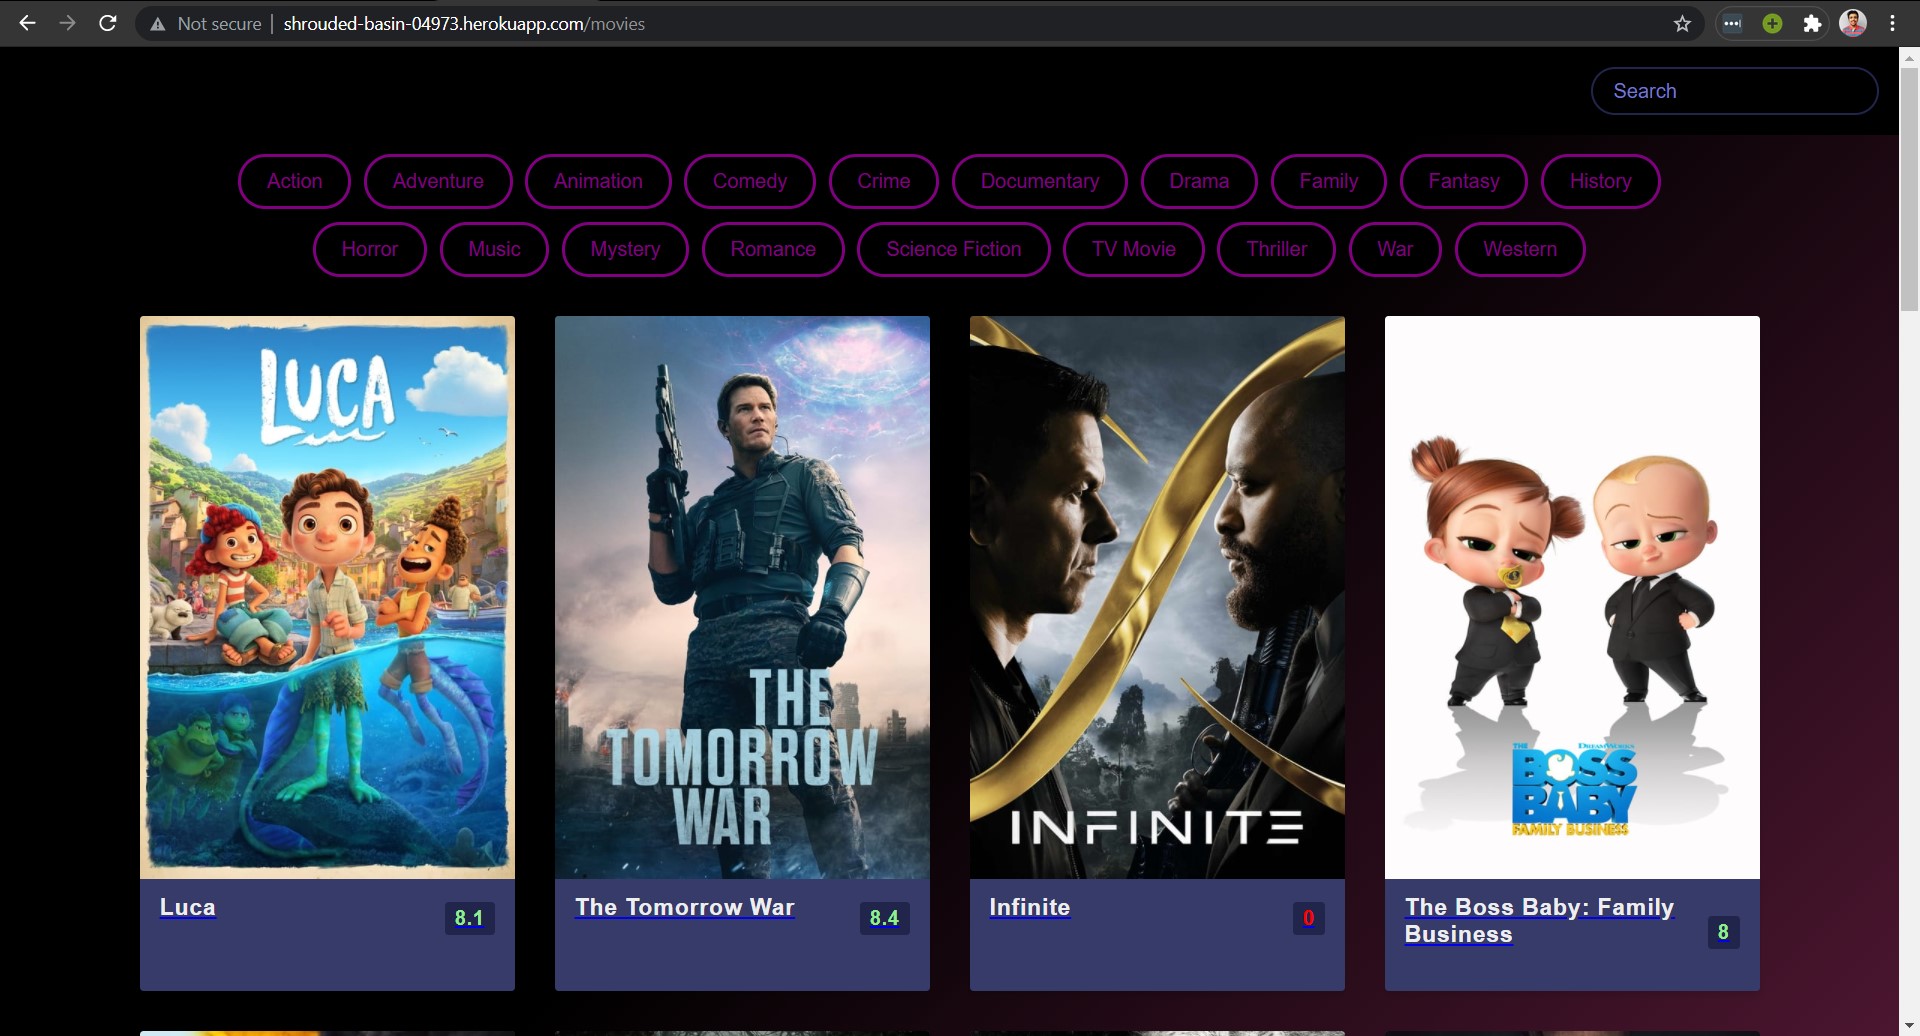 Not secure | shrouded-basin-04973.herokuapp.com/movies
Search
Action Adventure Animation Comedy Crime Documentary Drama Family Fantasy History
Horror Music Mystery Romance Science Fiction TV Movie Thriller War Western
LUCA
THE
TOMORROW
WAR
INFINITE
THE DREAMWORKS
BOSS
BABY
FAMILY BUSINESS
Luca 8.1
The Tomorrow War 8.4
Infinite 0
The Boss Baby: Family
Business 8